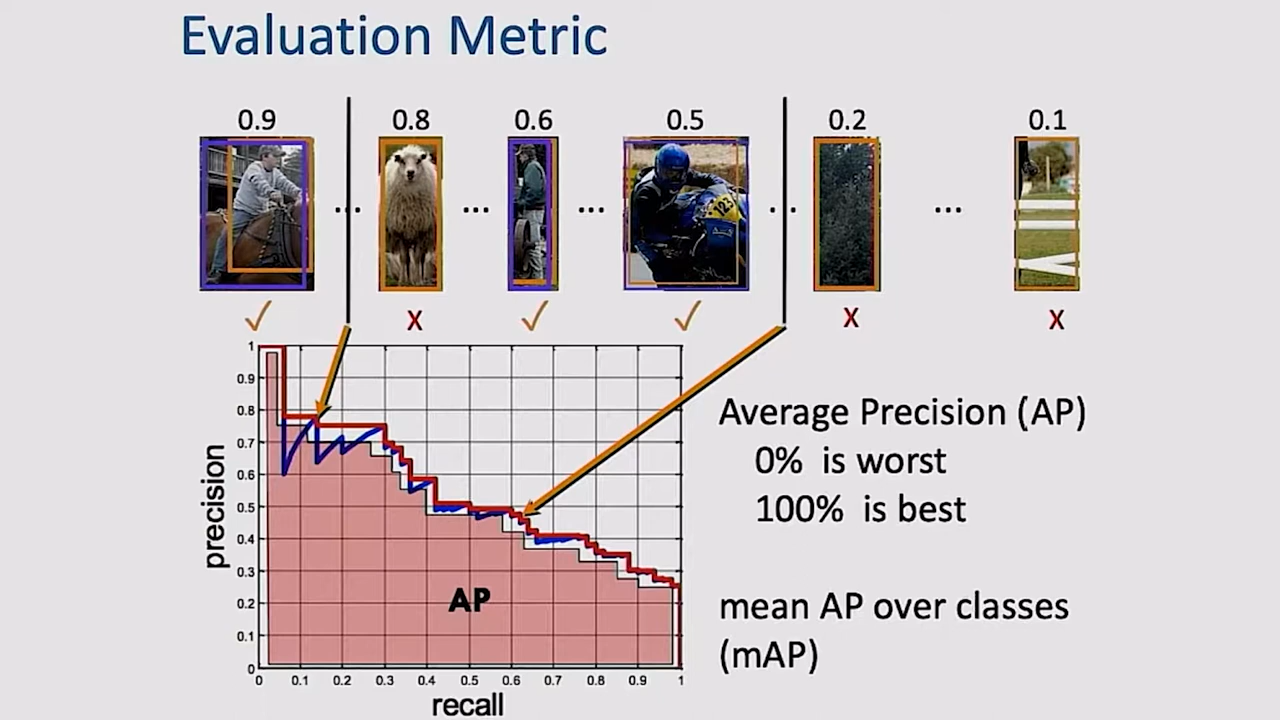 Evaluation Metric
0.9 0.8 0.6 0.5 0.2 0.1
... ... ... ... ...
✓ X ✓ ✓ X X
123
1
0.9
0.8
0.7
0.6
0.5
0.4
0.3
0.2
0.1
0
precision
AP
0 0.1 0.2 0.3 0.4 0.5 0.6 0.7 0.8 0.9 1
recall
Average Precision (AP)
0% is worst
100% is best
mean AP over classes
(mAP)